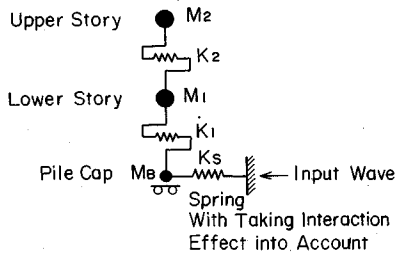 Upper Story M2
K2
Lower Story M1
K1
Pile Cap MB KS Input Wave
Spring
With Taking Interaction
Effect into Account